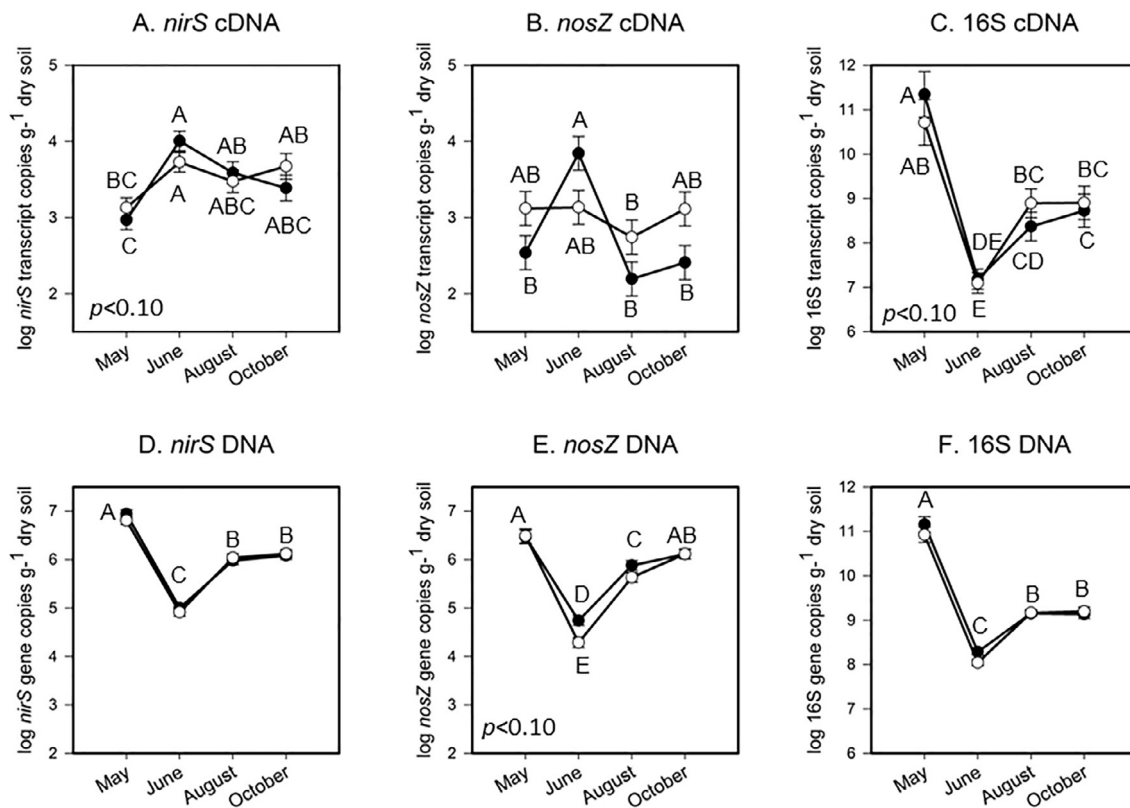 A. nirS cDNA
log nirS transcript copies g-1 dry soil
5
4
3
2
BC
A
AB
AB
C
A
ABC
ABC
p<0.10
May
June
August
October
B. nosZ cDNA
log nosZ transcript copies g-1 dry soil
5
4
3
2
AB
A
B
AB
B
AB
B
B
May
June
August
October
C. 16S cDNA
log 16S transcript copies g-1 dry soil
12
11
10
9
8
7
6
A
AB
DE
BC
BC
E
CD
C
p<0.10
May
June
August
October
D. nirS DNA
log nirS gene copies g-1 dry soil
7
6
5
4
3
2
A
C
B
B
May
June
August
October
E. nosZ DNA
log nosZ gene copies g-1 dry soil
7
6
5
4
3
2
A
D
C
AB
E
p<0.10
May
June
August
October
F. 16S DNA
log 16S gene copies g-1 dry soil
12
11
10
9
8
7
6
A
C
B
B
May
June
August
October